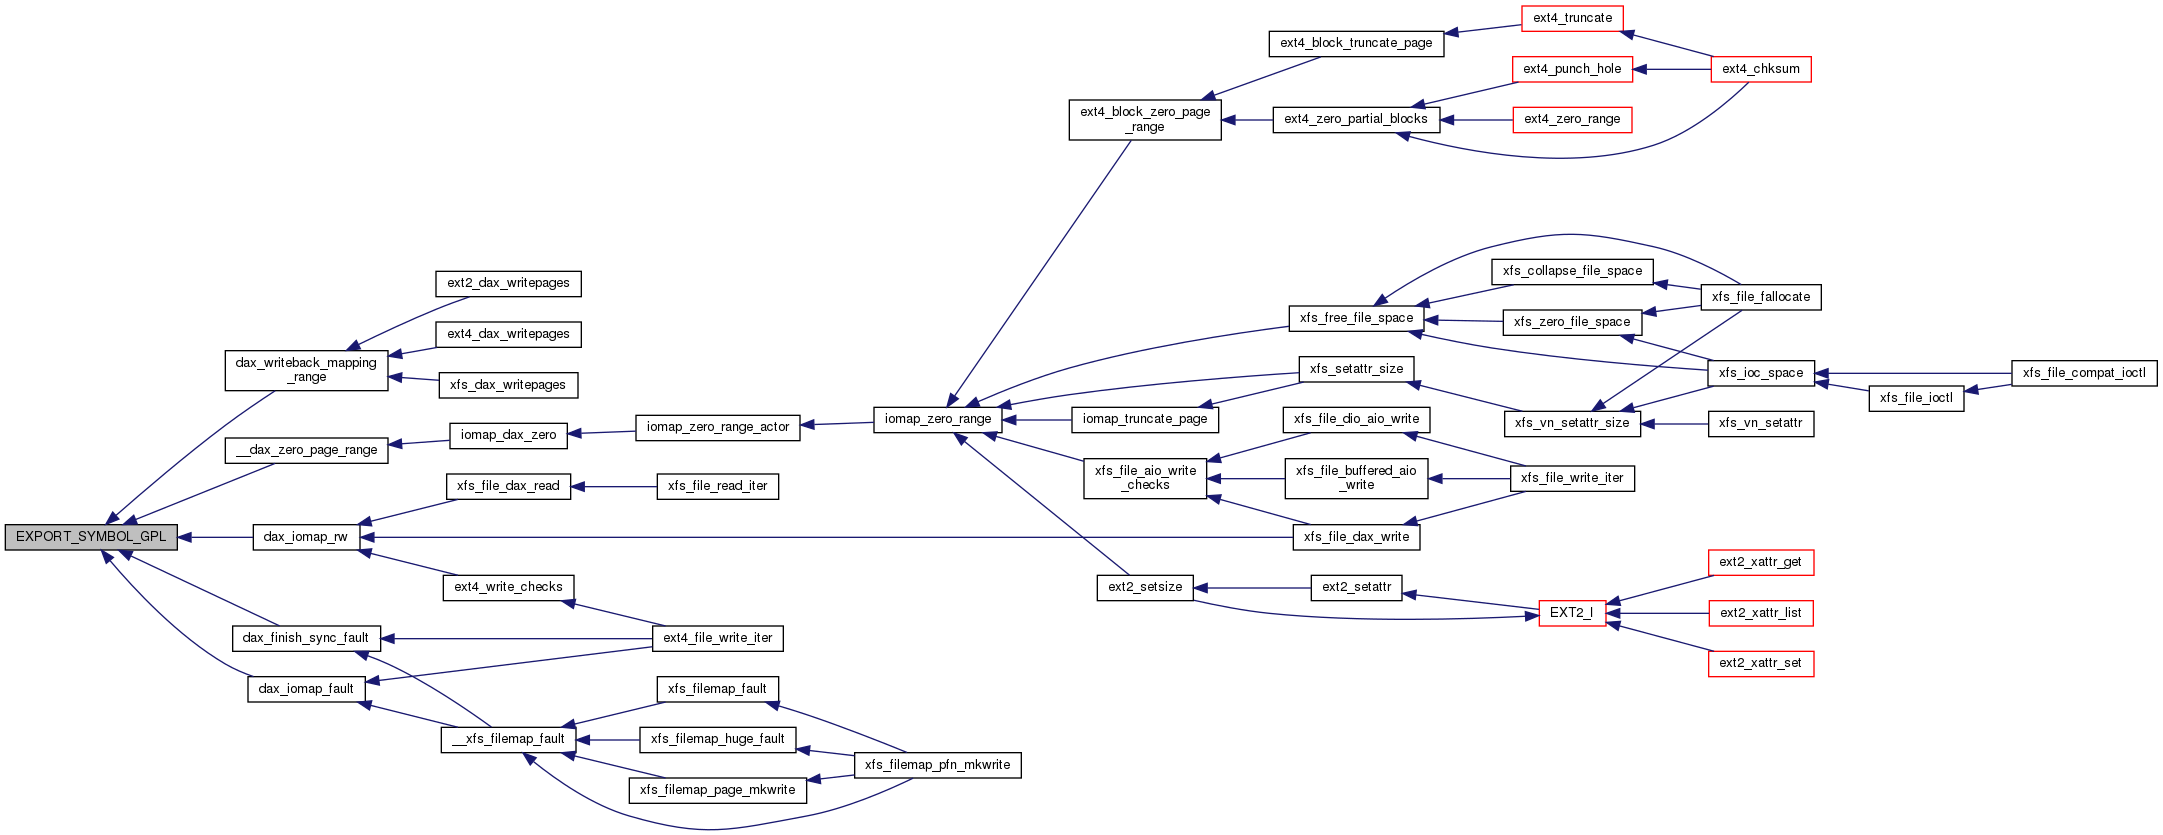 EXPORT_SYMBOL_GPL
dax_writeback_mapping
_range
__dax_zero_page_range
dax_iomap_rw
dax_finish_sync_fault
dax_iomap_fault
ext2_dax_writepages
ext4_dax_writepages
xfs_dax_writepages
iomap_dax_zero
xfs_file_dax_read
ext4_write_checks
__xfs_filemap_fault
iomap_zero_range_actor
xfs_file_read_iter
ext4_file_write_iter
xfs_filemap_fault
xfs_filemap_huge_fault
xfs_filemap_page_mkwrite
iomap_zero_range
xfs_filemap_pfn_mkwrite
ext4_block_zero_page
_range
iomap_truncate_page
xfs_file_aio_write
_checks
ext2_setsize
ext4_block_truncate_page
ext4_zero_partial_blocks
xfs_free_file_space
xfs_setattr_size
xfs_file_dio_aio_write
xfs_file_buffered_aio
_write
xfs_file_dax_write
ext2_setattr
ext4_truncate
ext4_punch_hole
ext4_zero_range
xfs_collapse_file_space
xfs_zero_file_space
xfs_vn_setattr_size
xfs_file_write_iter
EXT2_I
ext4_chksum
xfs_file_fallocate
xfs_ioc_space
xfs_vn_setattr
ext2_xattr_get
ext2_xattr_list
ext2_xattr_set
xfs_file_ioctl
xfs_file_compat_ioctl